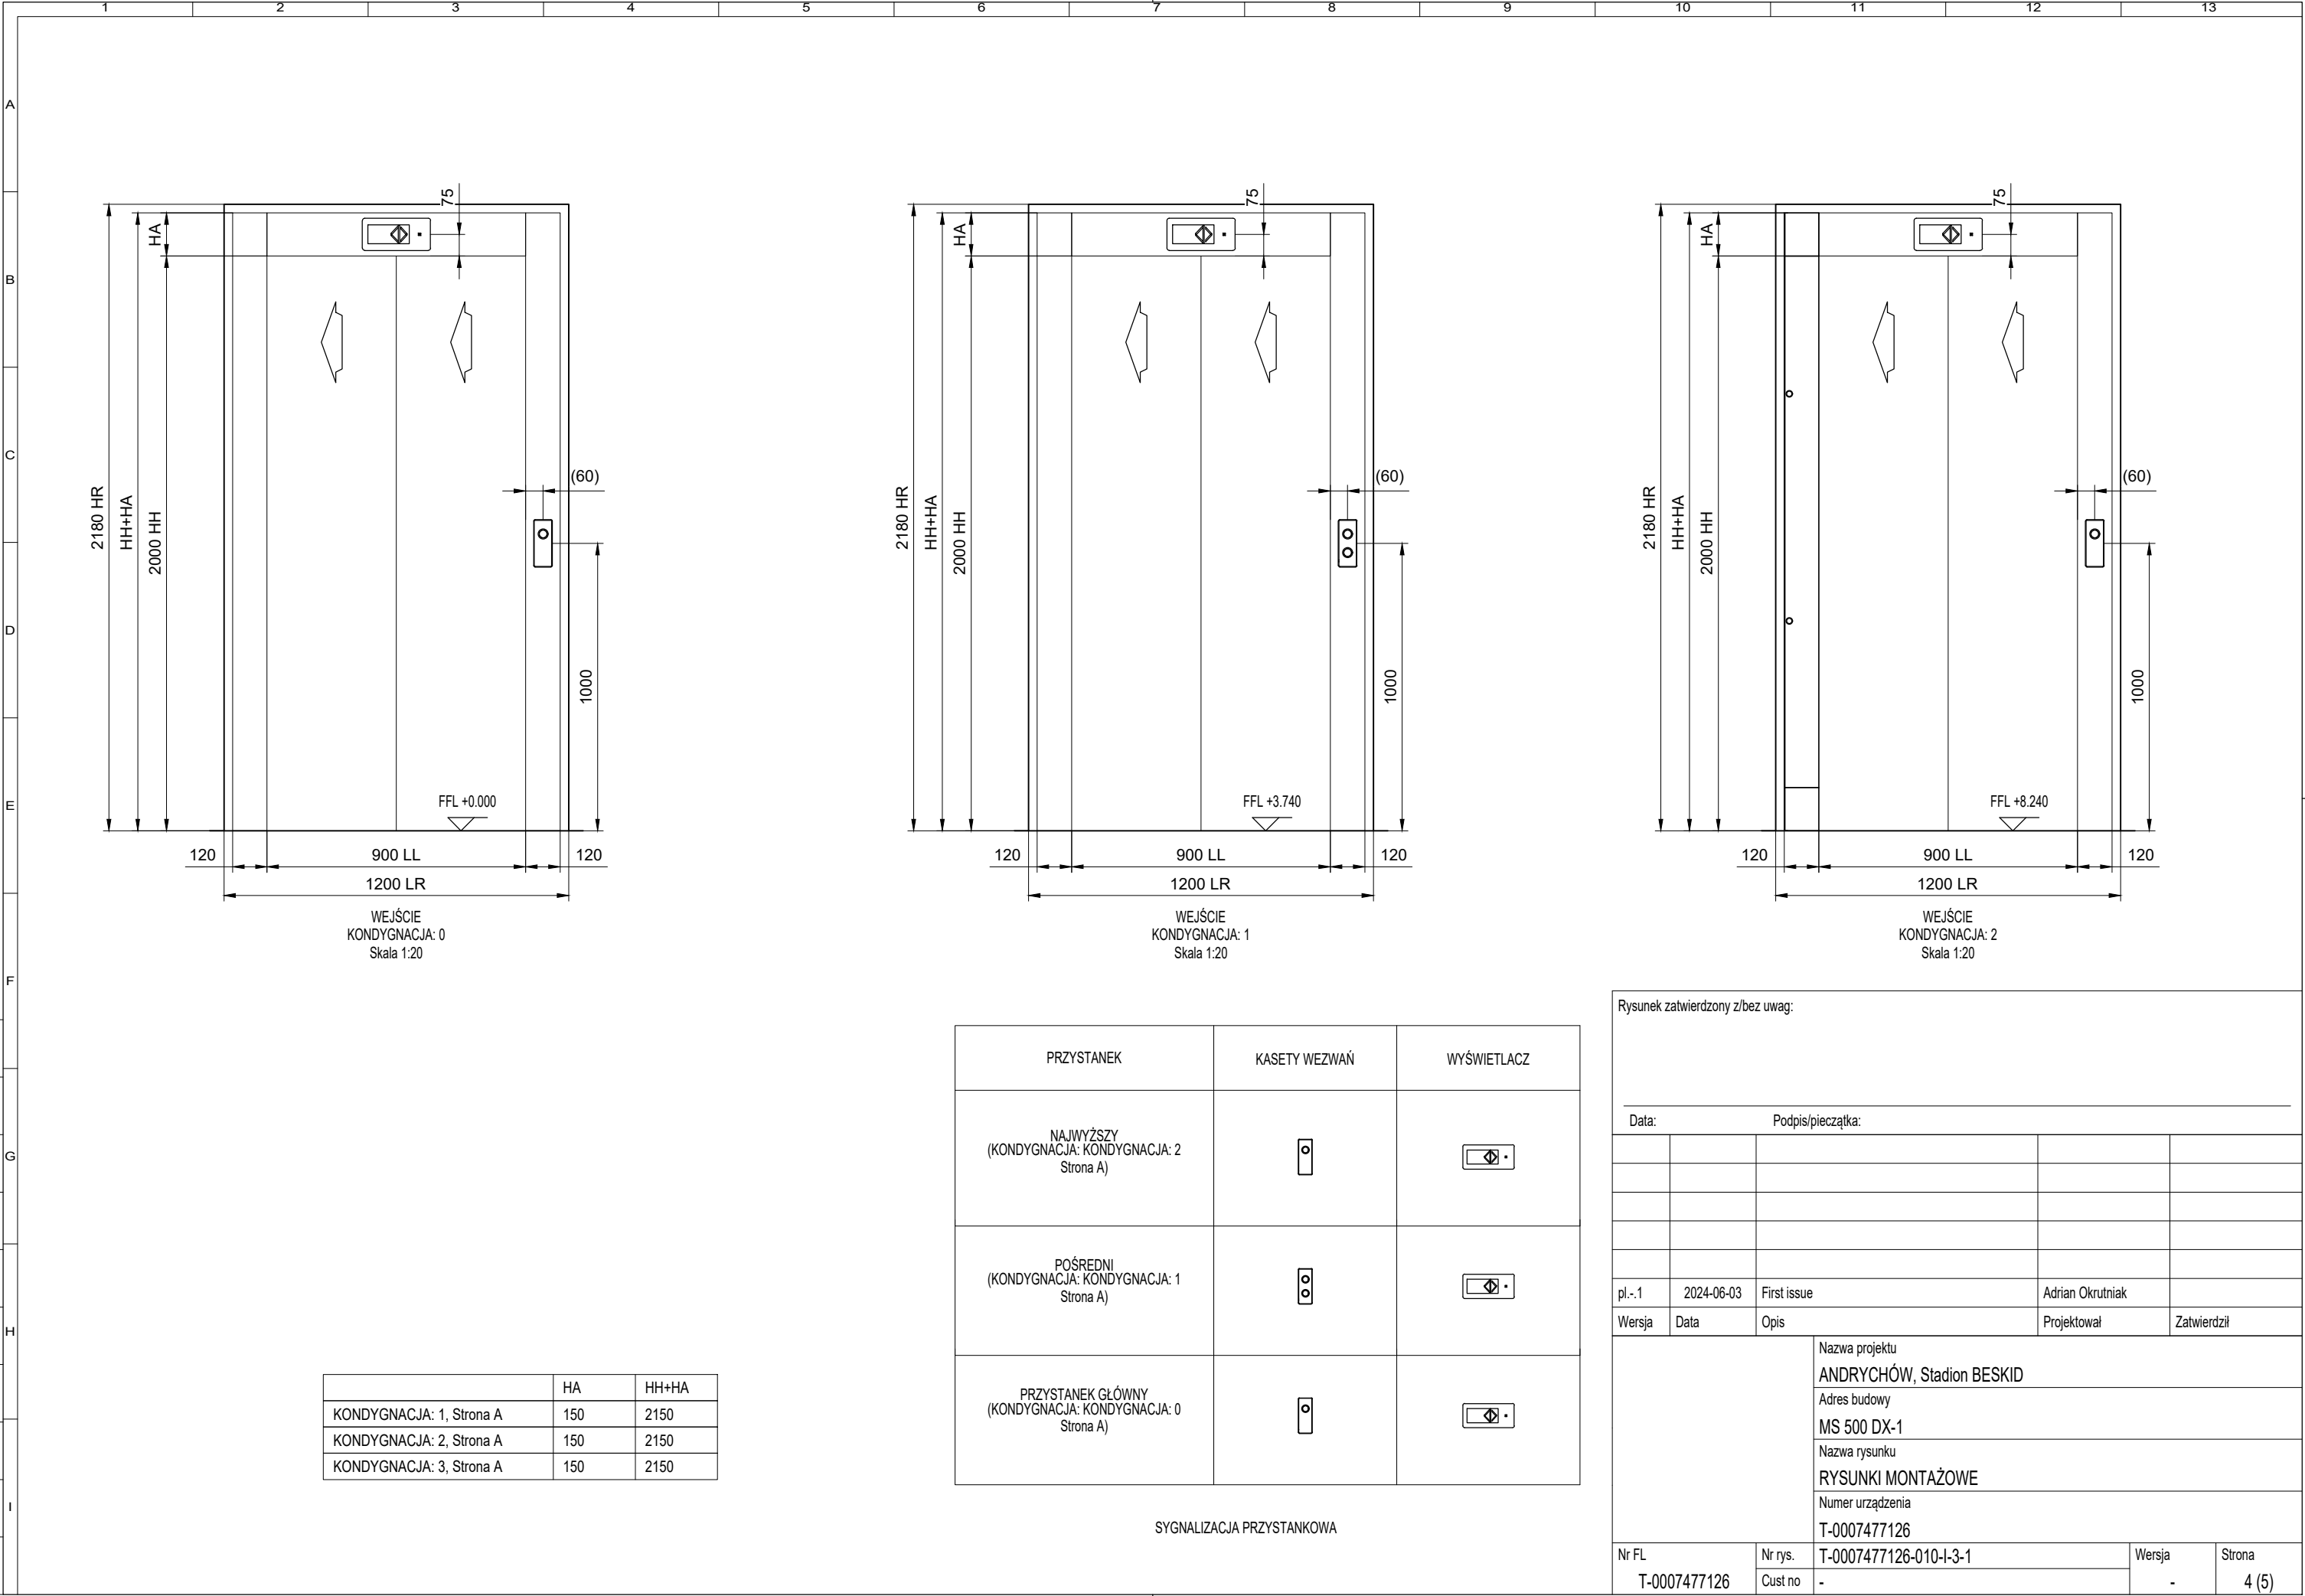 1 2 3 4 5 6 7 8 9 10 11 12 13
A
B
C
D
E
F
G
H
I
75
HA
2180 HR
HH+HA
2000 HH
(60)
1000
FFL +0.000
120 900 LL 120
1200 LR
WEJŚCIE
KONDYGNACJA: 0
Skala 1:20
75
HA
2180 HR
HH+HA
2000 HH
(60)
1000
FFL +3.740
120 900 LL 120
1200 LR
WEJŚCIE
KONDYGNACJA: 1
Skala 1:20
75
HA
2180 HR
HH+HA
2000 HH
(60)
1000
FFL +8.240
120 900 LL 120
1200 LR
WEJŚCIE
KONDYGNACJA: 2
Skala 1:20
HA HH+HA
KONDYGNACJA: 1, Strona A 150 2150
KONDYGNACJA: 2, Strona A 150 2150
KONDYGNACJA: 3, Strona A 150 2150
PRZYSTANEK KASETY WEZWAŃ WYŚWIETLACZ
NAJWYŻSZY
(KONDYGNACJA: KONDYGNACJA: 2
Strona A)
POŚREDNI
(KONDYGNACJA: KONDYGNACJA: 1
Strona A)
PRZYSTANEK GŁÓWNY
(KONDYGNACJA: KONDYGNACJA: 0
Strona A)
SYGNALIZACJA PRZYSTANKOWA
Rysunek zatwierdzony z/bez uwag:
Data: Podpis/pieczątka:
pl.-.1 2024-06-03 First issue Adrian Okrutniak
Wersja Data Opis Projektował Zatwierdził
Nazwa projektu
ANDRYCHÓW, Stadion BESKID
Adres budowy
MS 500 DX-1
Nazwa rysunku
RYSUNKI MONTAŻOWE
Numer urządzenia
T-0007477126
Nr FL Nr rys. T-0007477126-010-I-3-1 Wersja Strona
T-0007477126 Cust no - - 4 (5)